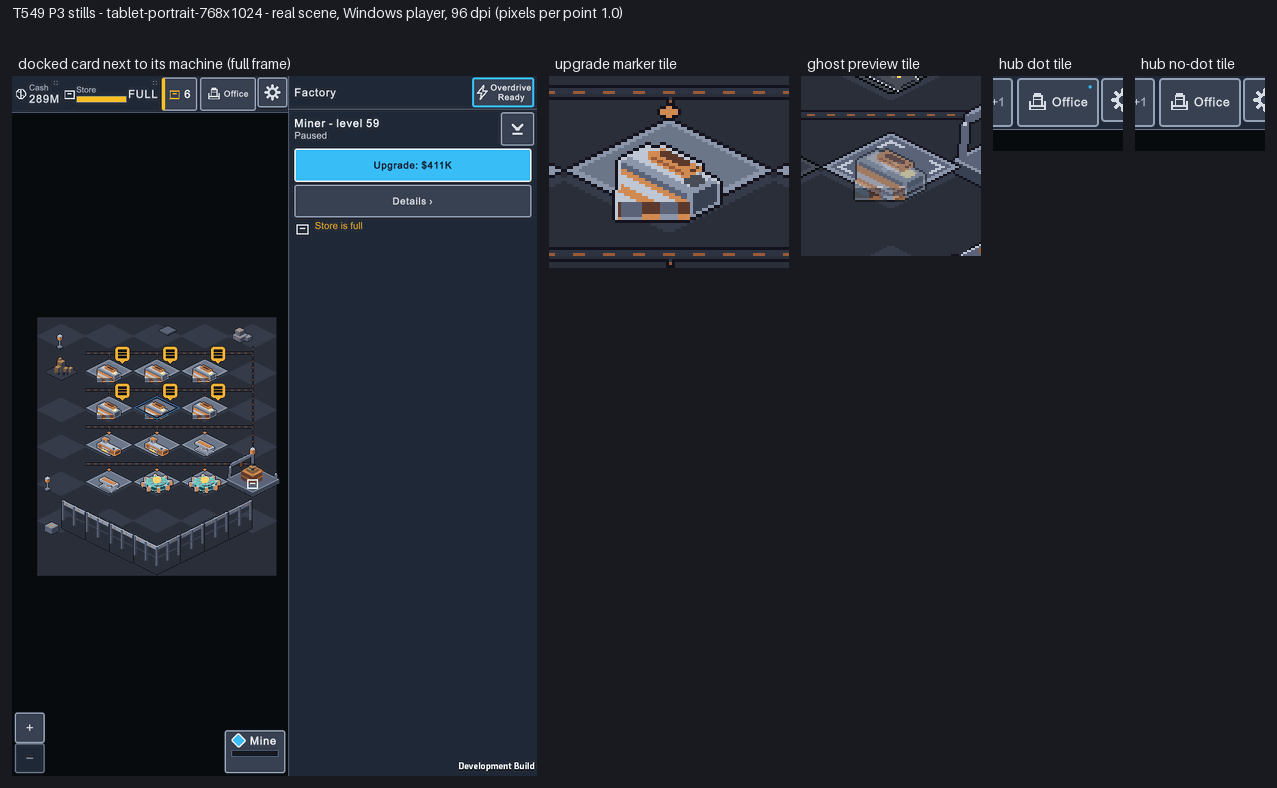 T549 P3 stills - tablet-portrait-768x1024 - real scene, Windows player, 96 dpi (pixels per point 1.0)
docked card next to its machine (full frame)
upgrade marker tile
ghost preview tile
hub dot tile
hub no-dot tile
Cash
289M
Store
FULL
6
Office
Factory
Overdrive
Ready
+1
Office
+1
Office
Miner - level 59
Paused
Upgrade: $411K
Details ›
Store is full
+
−
Mine
Development Build